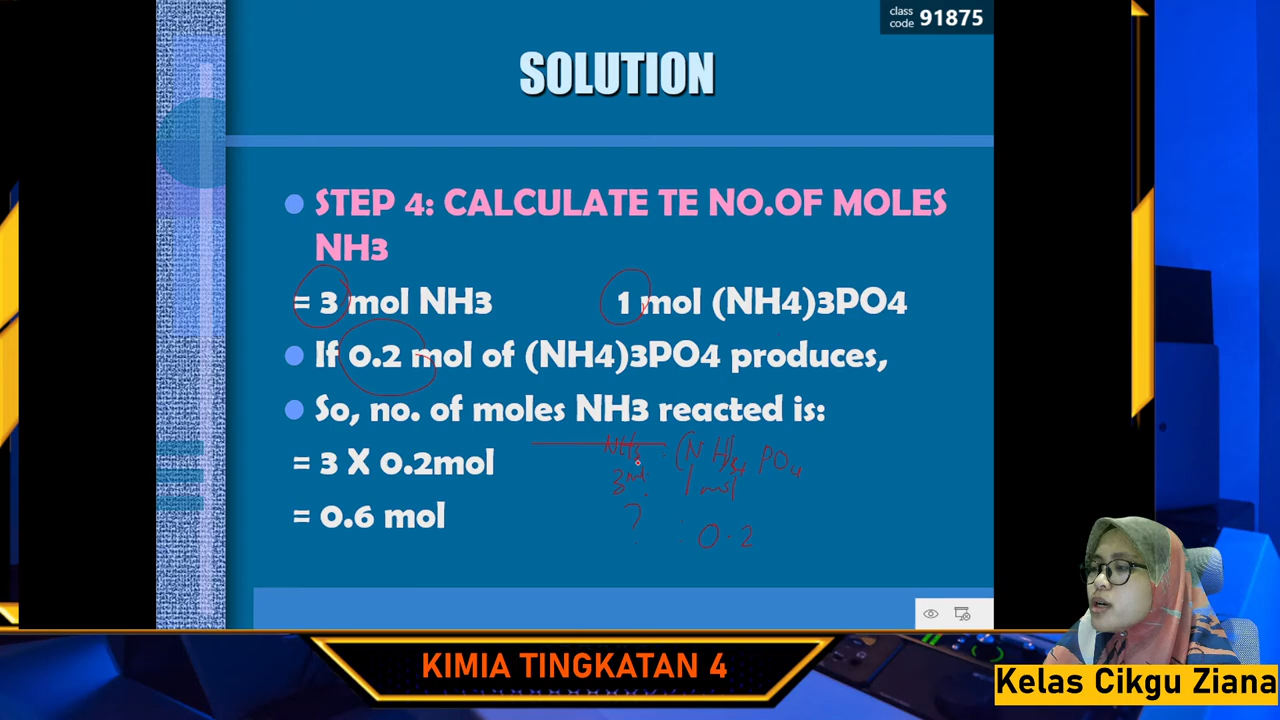 class
code 91875
SOLUTION
STEP 4: CALCULATE TE NO.OF MOLES
NH3
= 3 mol NH3 1 mol (NH4)3PO4
If 0.2 mol of (NH4)3PO4 produces,
So, no. of moles NH3 reacted is:
= 3 X 0.2mol
= 0.6 mol
NH3 : (NH4)3 PO4
3 mol : 1 mol
? : 0.2
KIMIA TINGKATAN 4
Kelas Cikgu Ziana